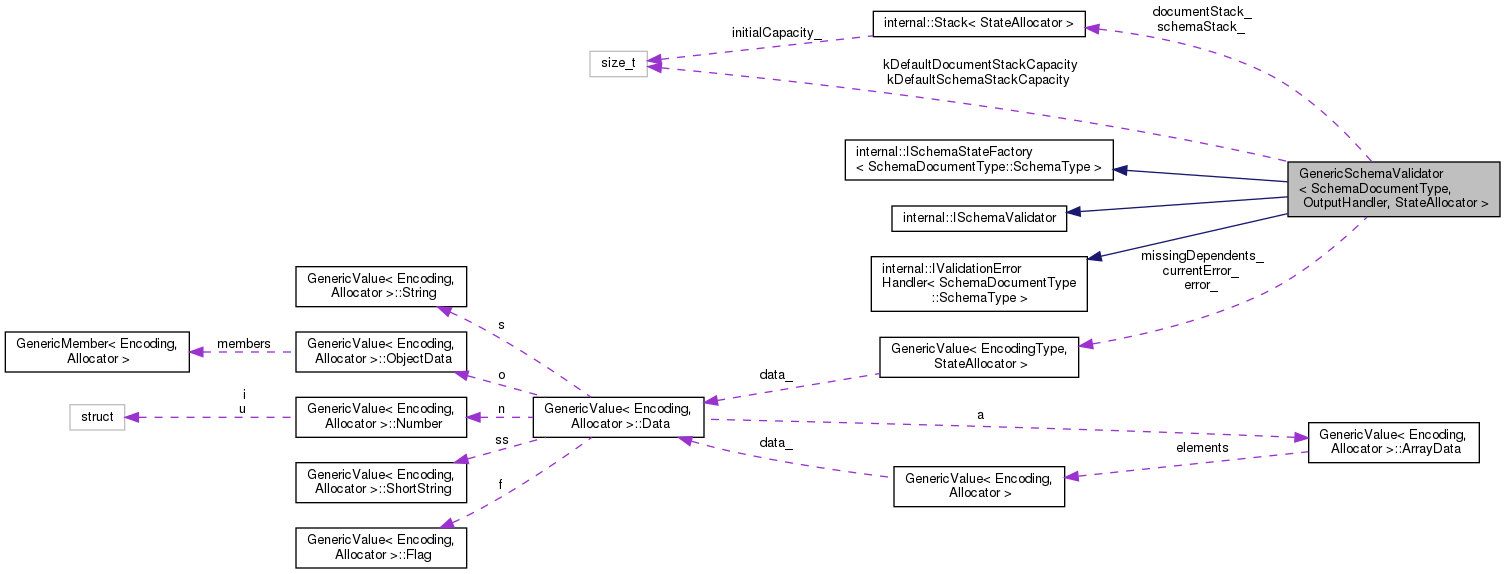 documentStack_
schemaStack_
internal::Stack< StateAllocator >
initialCapacity_
size_t
kDefaultDocumentStackCapacity
kDefaultSchemaStackCapacity
internal::ISchemaStateFactory
< SchemaDocumentType::SchemaType >
GenericSchemaValidator
< SchemaDocumentType,
OutputHandler, StateAllocator >
internal::ISchemaValidator
internal::IValidationError
Handler< SchemaDocumentType
::SchemaType >
missingDependents_
currentError_
error_
GenericValue< Encoding,
Allocator >::String
s
GenericMember< Encoding,
Allocator >
members
GenericValue< Encoding,
Allocator >::ObjectData
o
GenericValue< EncodingType,
StateAllocator >
data_
struct
i
u
GenericValue< Encoding,
Allocator >::Number
n
GenericValue< Encoding,
Allocator >::Data
a
GenericValue< Encoding,
Allocator >::ArrayData
GenericValue< Encoding,
Allocator >::ShortString
ss
data_
GenericValue< Encoding,
Allocator >
elements
GenericValue< Encoding,
Allocator >::Flag
f